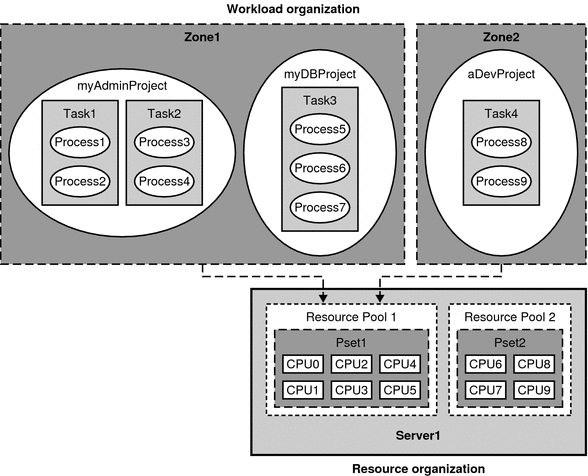 Workload organization
Zone1
Zone2
myAdminProject
myDBProject
aDevProject
Task1
Task2
Task3
Task4
Process1
Process3
Process5
Process8
Process2
Process4
Process6
Process9
Process7
Resource Pool 1
Resource Pool 2
Pset1
Pset2
CPU0 CPU2 CPU4
CPU6 CPU8
CPU1 CPU3 CPU5
CPU7 CPU9
Server1
Resource organization